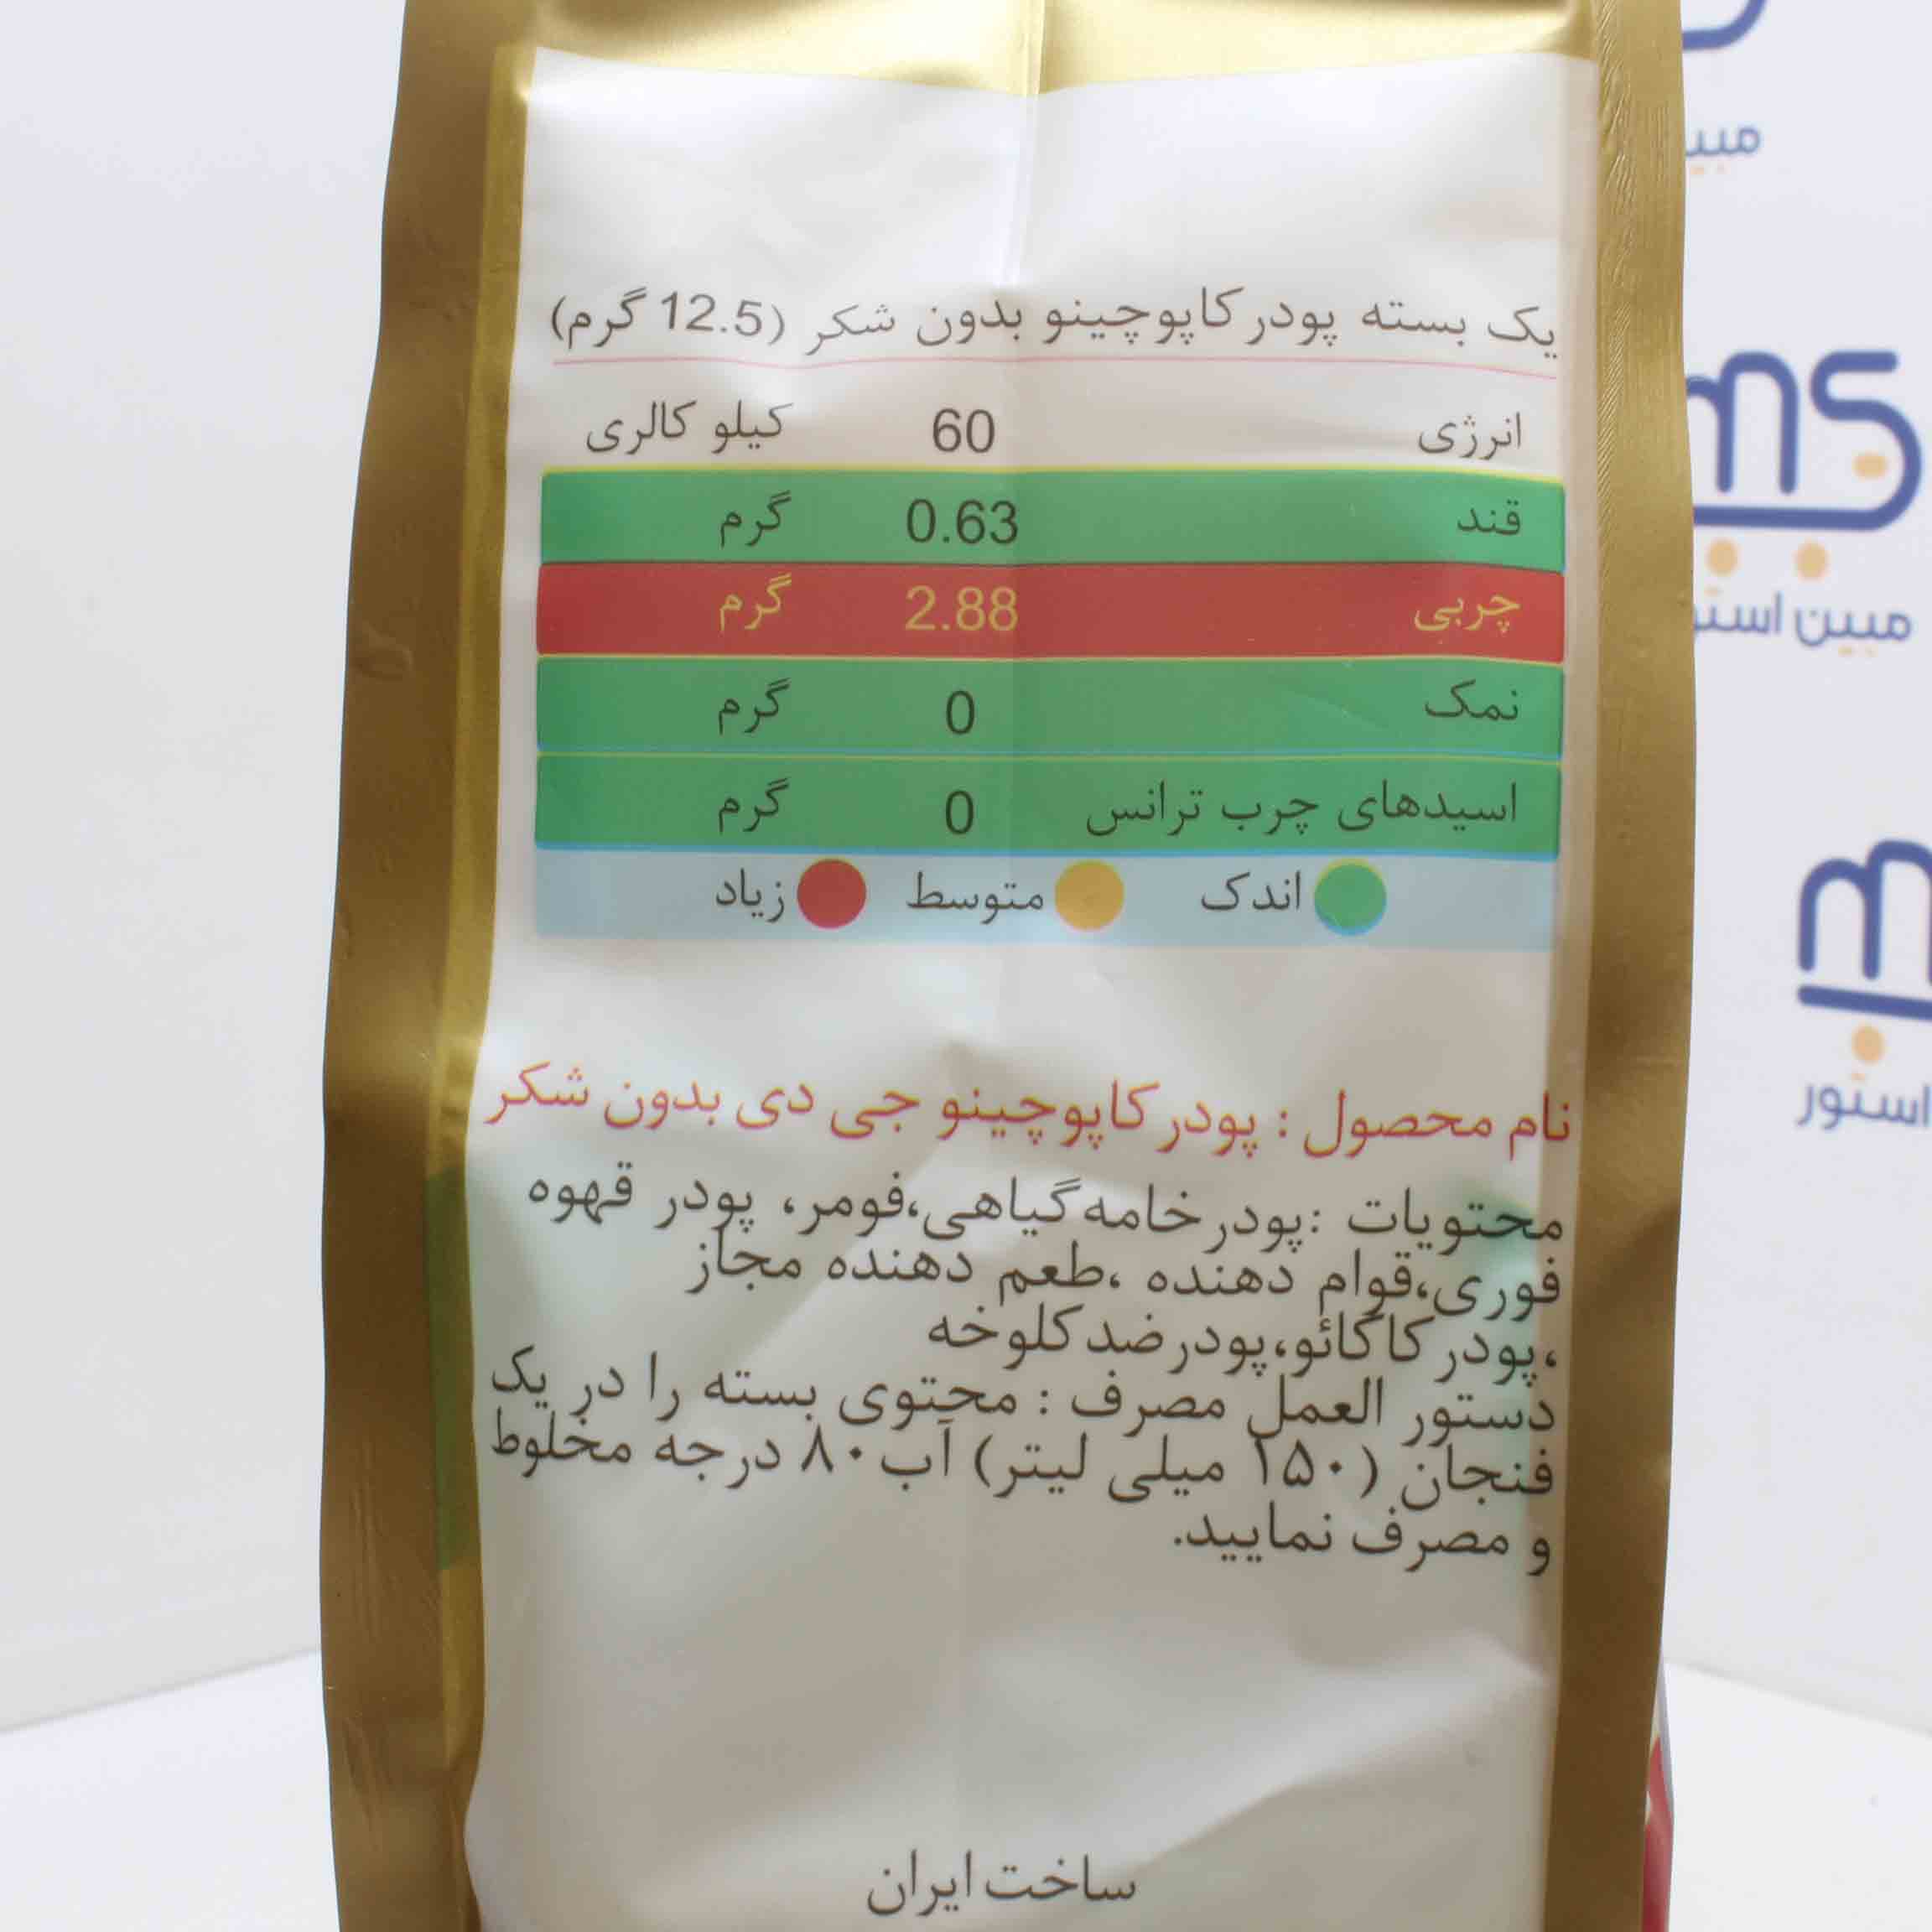 یک بسته پودر کاپوچینو بدون شکر (12.5 گرم)
انرژی 60 کیلو کالری
قند 0.63 گرم
چربی 2.88 گرم
نمک 0 گرم
اسیدهای چرب ترانس 0 گرم
اندک متوسط زیاد
نام محصول : پودر کاپوچینو جی دی بدون شکر
محتویات :پودر خامه گیاهی،فومر، پودر قهوه
فوری،قوام دهنده ،طعم دهنده مجاز
،پودر کاکائو،پودر ضد کلوخه
دستور العمل مصرف : محتوی بسته را در یک
فنجان (۱۵۰ میلی لیتر) آب ۸۰ درجه مخلوط
و مصرف نمایید.
ساخت ایران
ms
مبین استور
استور